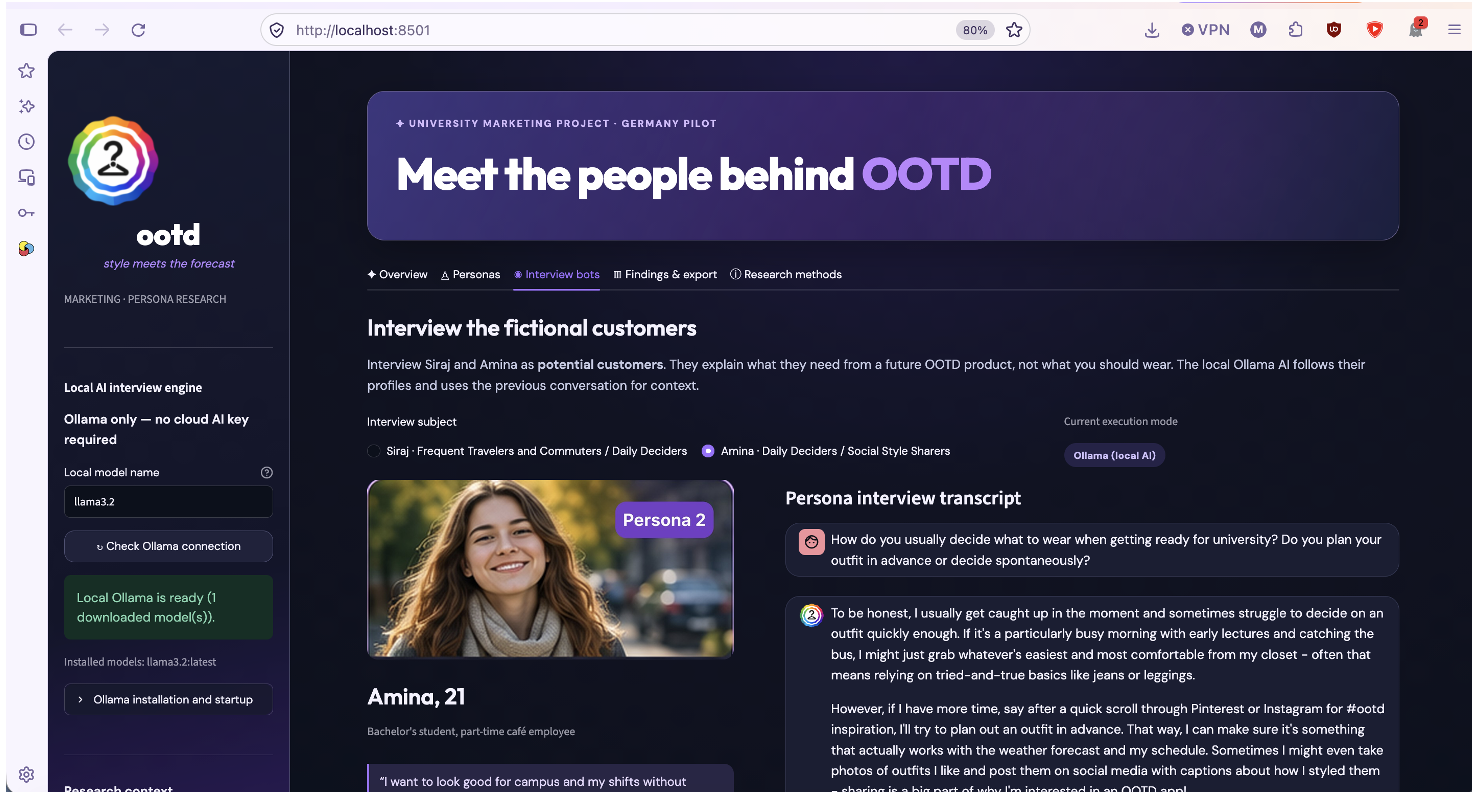 http://localhost:8501
80%
VPN
M
2
ootd
style meets the forecast
MARKETING · PERSONA RESEARCH
Local AI interview engine
Ollama only — no cloud AI key
required
Local model name
llama3.2
Check Ollama connection
Local Ollama is ready (1
downloaded model(s)).
Installed models: llama3.2:latest
Ollama installation and startup
Research context
✦ UNIVERSITY MARKETING PROJECT · GERMANY PILOT
Meet the people behind OOTD
✦ Overview
Personas
Interview bots
Findings & export
ⓘ Research methods
Interview the fictional customers
Interview Siraj and Amina as potential customers. They explain what they need from a future OOTD product, not what you should wear. The local Ollama AI follows their
profiles and uses the previous conversation for context.
Interview subject
Siraj · Frequent Travelers and Commuters / Daily Deciders
Amina · Daily Deciders / Social Style Sharers
Current execution mode
Ollama (local AI)
Persona 2
Amina, 21
Bachelor's student, part-time café employee
“I want to look good for campus and my shifts without
Persona interview transcript
How do you usually decide what to wear when getting ready for university? Do you plan your
outfit in advance or decide spontaneously?
To be honest, I usually get caught up in the moment and sometimes struggle to decide on an
outfit quickly enough. If it's a particularly busy morning with early lectures and catching the
bus, I might just grab whatever's easiest and most comfortable from my closet - often that
means relying on tried-and-true basics like jeans or leggings.
However, if I have more time, say after a quick scroll through Pinterest or Instagram for #ootd
inspiration, I'll try to plan out an outfit in advance. That way, I can make sure it's something
that actually works with the weather forecast and my schedule. Sometimes I might even take
photos of outfits I like and post them on social media with captions about how I styled them
- sharing is a big part of why I'm interested in an OOTD app!